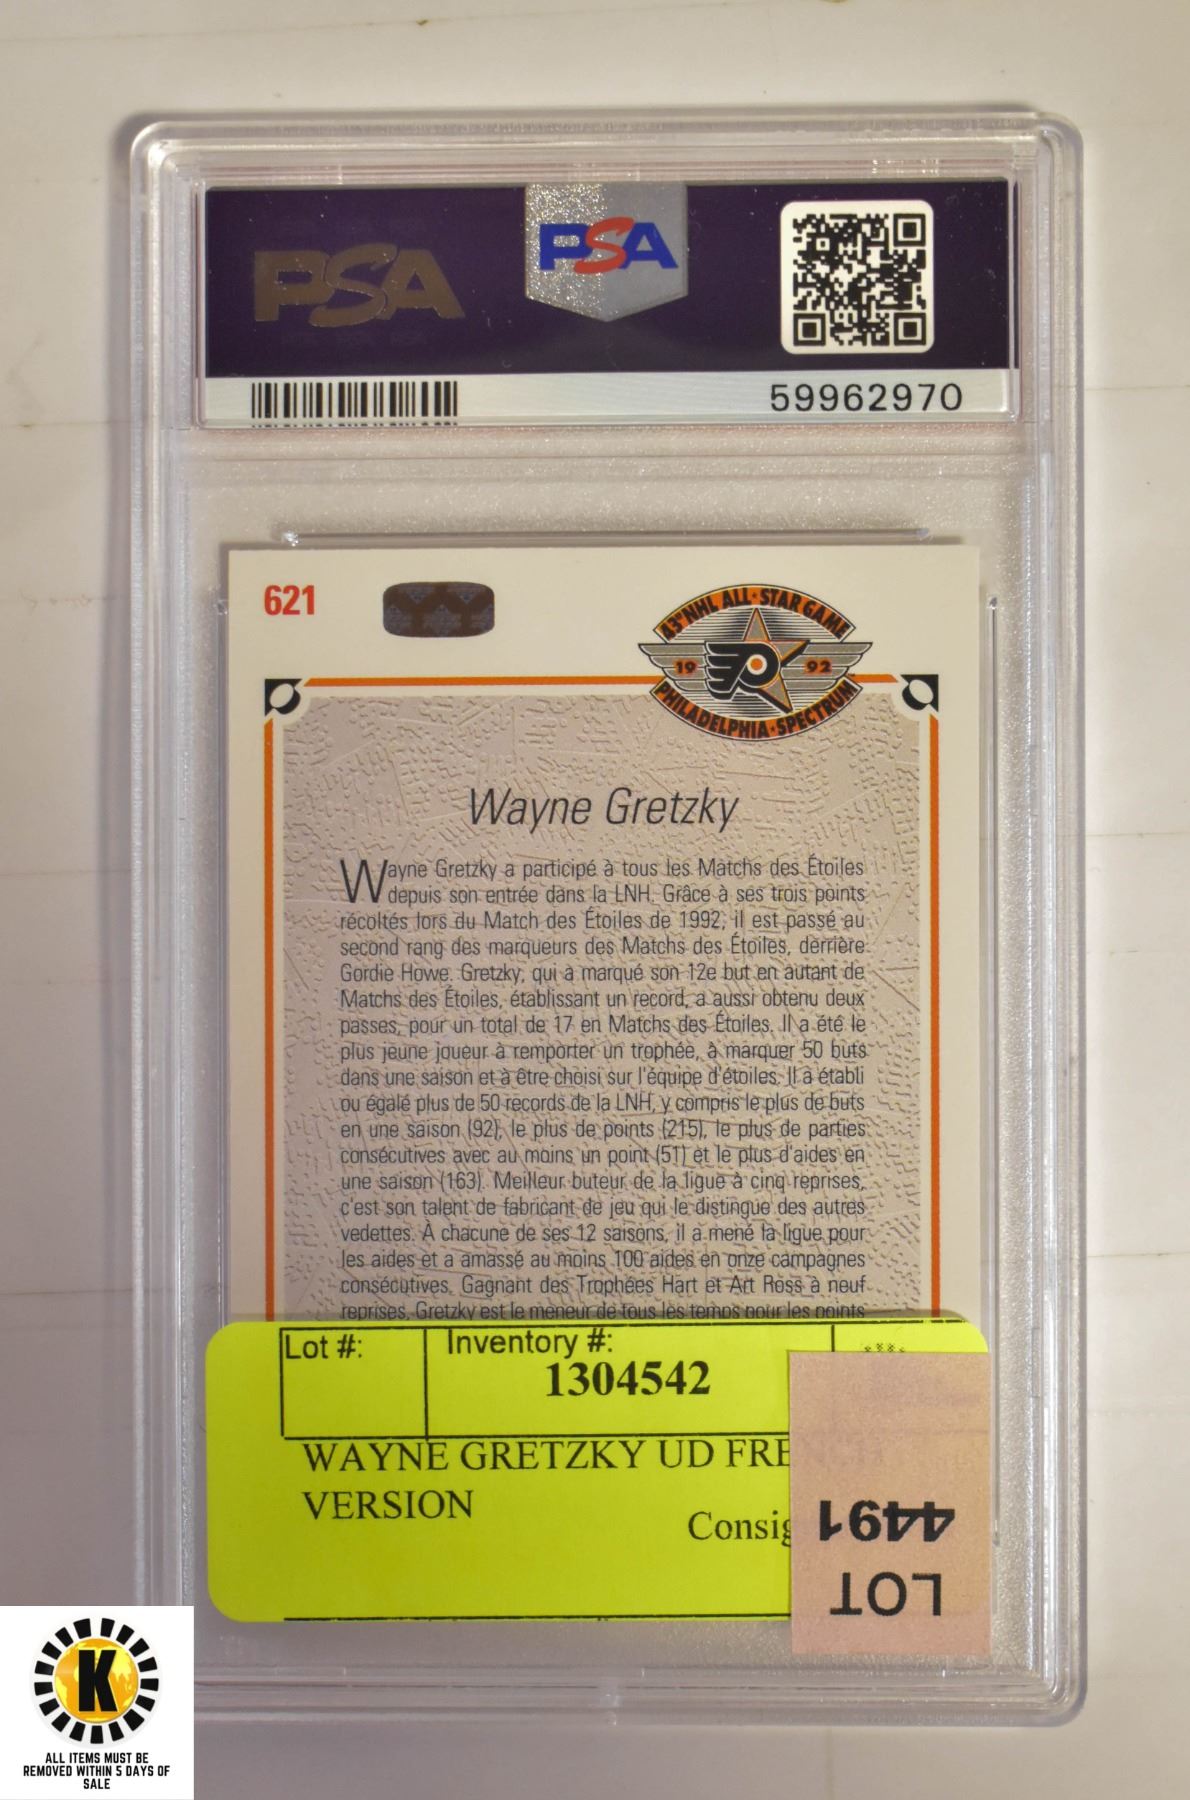 PSA
PSA
59962970
621
43rd NHL ALL·STAR GAME
1992
PHILADELPHIA·SPECTRUM
Wayne Gretzky
Wayne Gretzky a participé à tous les Matchs des Étoiles
depuis son entrée dans la LNH. Grâce à ses trois points
récoltés lors du Match des Étoiles de 1992, il est passé au
second rang des marqueurs des Matchs des Étoiles, derrière
Gordie Howe. Gretzky, qui a marqué son 12e but en autant de
Matchs des Étoiles, établissant un record, a aussi obtenu deux
passes, pour un total de 17 en Matchs des Étoiles. Il a été le
plus jeune joueur à remporter un trophée, à marquer 50 buts
dans une saison et à être choisi sur l'équipe d'étoiles. Il a établi
ou égalé plus de 50 records de la LNH, y compris le plus de buts
en une saison (92), le plus de points (215), le plus de parties
consécutives avec au moins un point (51) et le plus d'aides en
une saison (163). Meilleur buteur de la ligue à cinq reprises,
c'est son talent de fabricant de jeu qui le distingue des autres
vedettes. À chacune de ses 12 saisons, il a mené la ligue pour
les aides et a amassé au moins 100 aides en onze campagnes
consécutives. Gagnant des Trophées Hart et Art Ross à neuf
reprises, Gretzky est le meneur de tous les temps pour les points
Lot #:
Inventory #:
1304542
WAYNE GRETZKY UD FRE
VERSION
Consig
LOT
4491
K
ALL ITEMS MUST BE
REMOVED WITHIN 5 DAYS OF
SALE